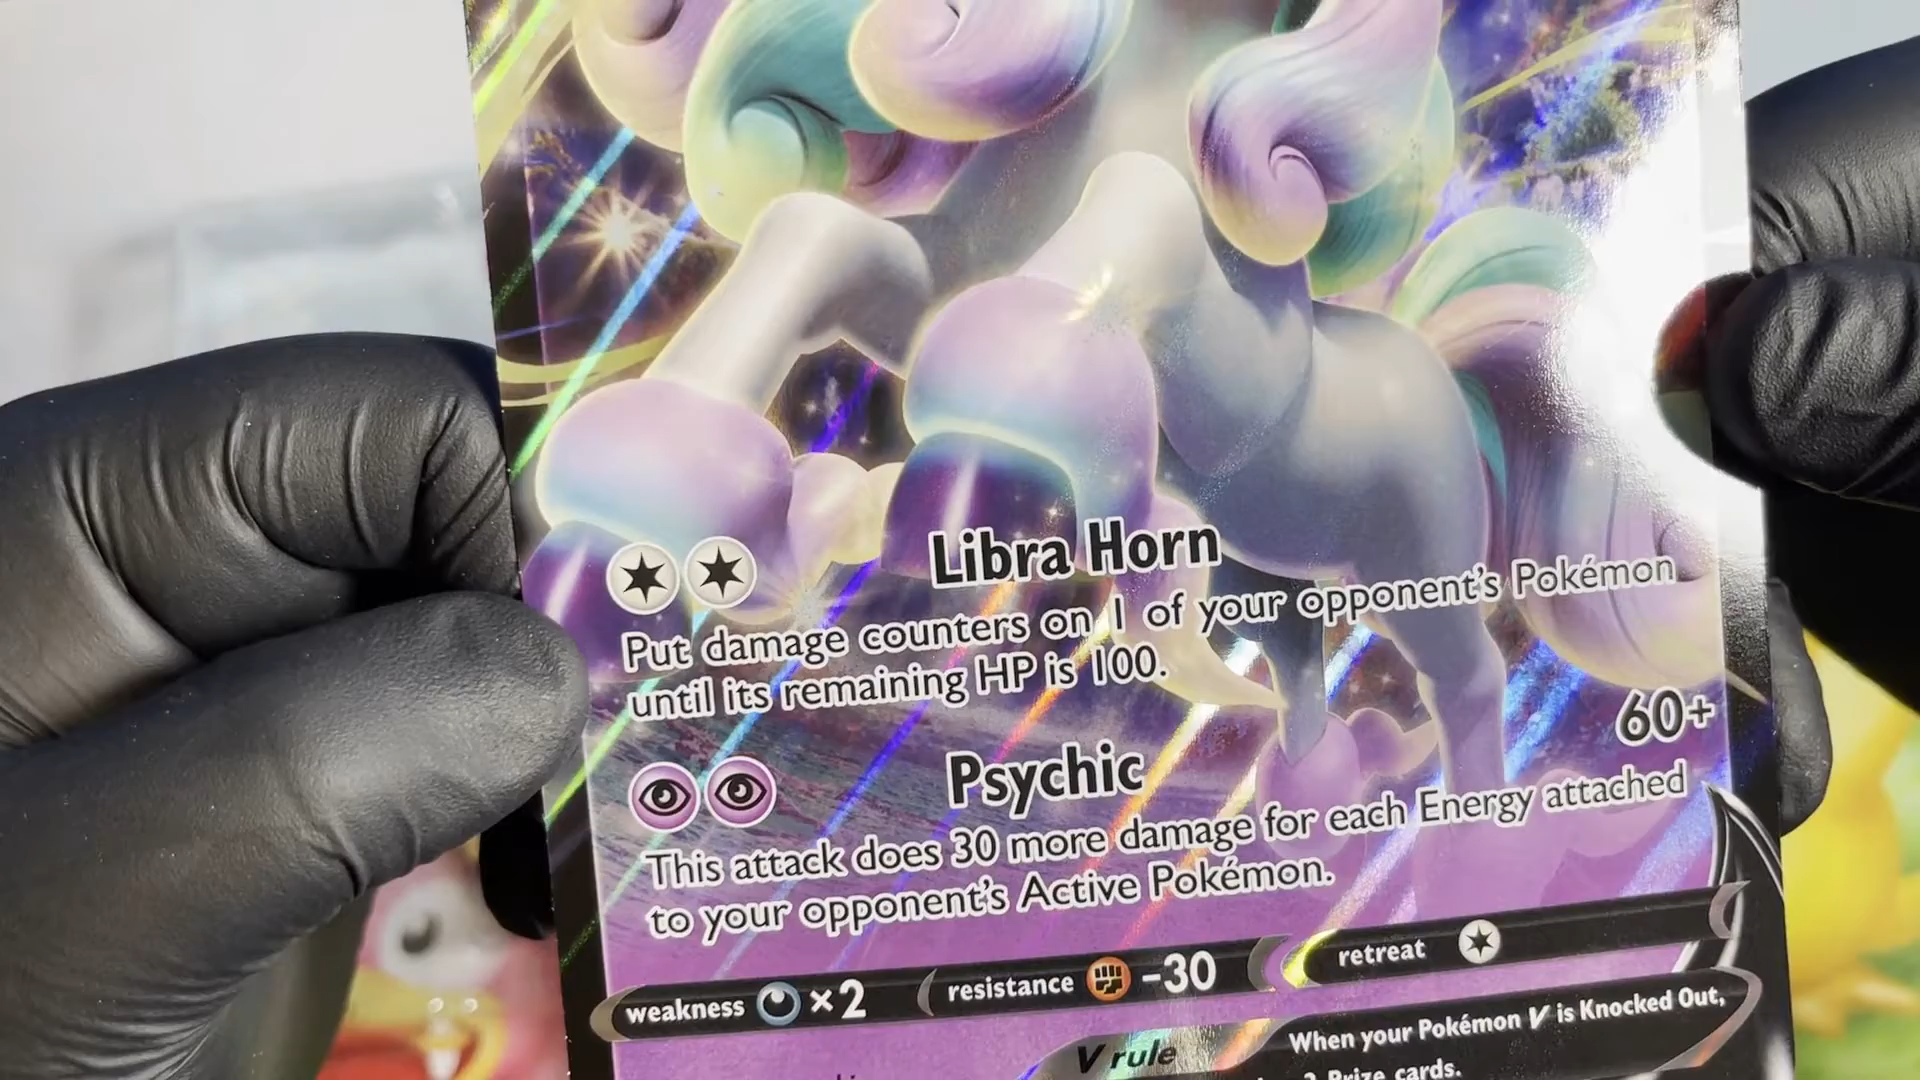 Libra Horn
Put damage counters on 1 of your opponent's Pokémon
until its remaining HP is 100.
Psychic 60+
This attack does 30 more damage for each Energy attached
to your opponent's Active Pokémon.
weakness ×2 resistance -30 retreat
V rule When your Pokémon V is Knocked Out,
2 Prize cards.